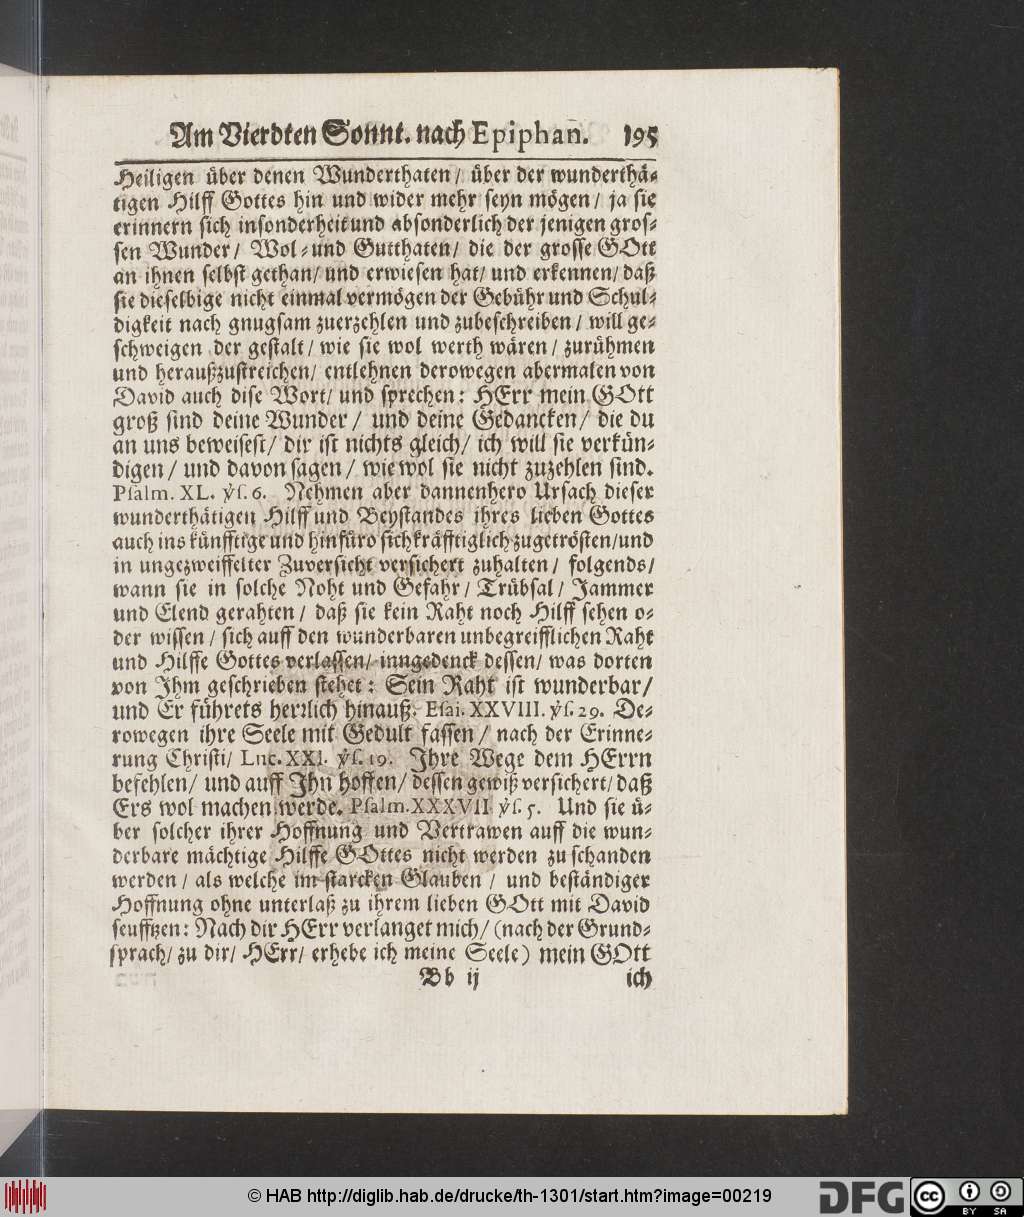 Am Vierdten Sonnt. nach Epiphan. 195
Heiligen über denen Wunderthaten/ über der wunderthä-
tigen Hilff Gottes hin und wider mehr seyn mögen/ ja sie
erinnern sich insonderheit und absonderlich der jenigen gros-
sen Wunder/ Wol- und Gutthaten/ die der grosse GOtt
an ihnen selbst gethan/ und erwiesen hat/ und erkennen/ daß
sie dieselbige nicht einmal vermögen der Gebühr und Schul-
digkeit nach gnugsam zuerzehlen und zubeschreiben/ will ge-
schweigen der gestalt/ wie sie wol werth wären/ zurühmen
und heraußzustreichen/ entlehnen derowegen abermalen von
David auch dise Wort/ und sprechen: HErr mein GOtt
groß sind deine Wunder/ und deine Gedancken/ die du
an uns beweisest/ dir ist nichts gleich/ ich will sie verkün-
digen/ und davon sagen/ wie wol sie nicht zuzehlen sind.
Psalm. XL. ỳs. 6. Nehmen aber dannenhero Ursach dieser
wunderthätigen Hilff und Beystandes ihres lieben Gottes
auch ins künfftige und hinfüro sich kräfftiglich zugetrösten/und
in ungezweiffelter Zuversicht versichert zuhalten/ folgends/
wann sie in solche Noht und Gefahr/ Trübsal/ Jammer
und Elend gerahten/ daß sie kein Raht noch Hilff sehen o-
der wissen/ sich auff den wunderbaren unbegreifflichen Raht
und Hilffe Gottes verlassen/ inngedenck dessen/ was dorten
von Ihm geschrieben stehet: Sein Raht ist wunderbar/
und Er führets herrlich hinauß. Esai. XXVIII. ỳs. 29. De-
rowegen ihre Seele mit Gedult fassen/ nach der Erinne-
rung Christi/ Luc. XXI. ỳs. 19. Ihre Wege dem HErrn
befehlen/ und auff Ihn hoffen/ dessen gewiß versichert/ daß
Ers wol machen werde. Psalm. XXXVII ỳs. 5. Und sie ü-
ber solcher ihrer Hoffnung und Vertrawen auff die wun-
derbare mächtige Hilffe GOttes nicht werden zu schanden
werden/ als welche im starcken Glauben/ und beständiger
Hoffnung ohne unterlaß zu ihrem lieben GOtt mit David
seufftzen: Nach dir HErr verlanget mich/ (nach der Grund-
sprach/ zu dir/ HErr/ erhebe ich meine Seele) mein GOtt
Bb ij ich
© HAB http://diglib.hab.de/drucke/th-1301/start.htm?image=00219
DFG
cc BY SA